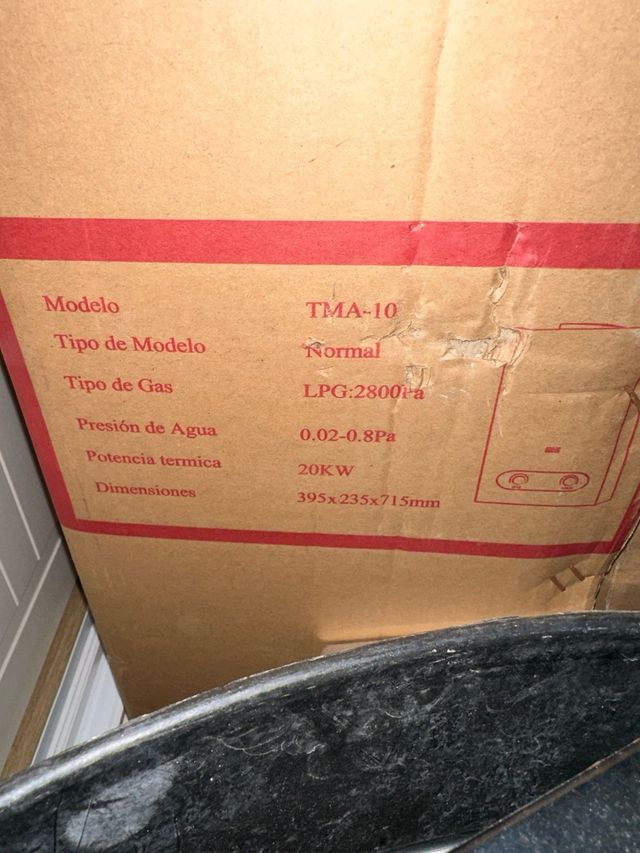 Modelo TMA-10
Tipo de Modelo Normal
Tipo de Gas LPG:2800Pa
Presión de Agua 0.02-0.8Pa
Potencia termica 20KW
Dimensiones 395x235x715mm